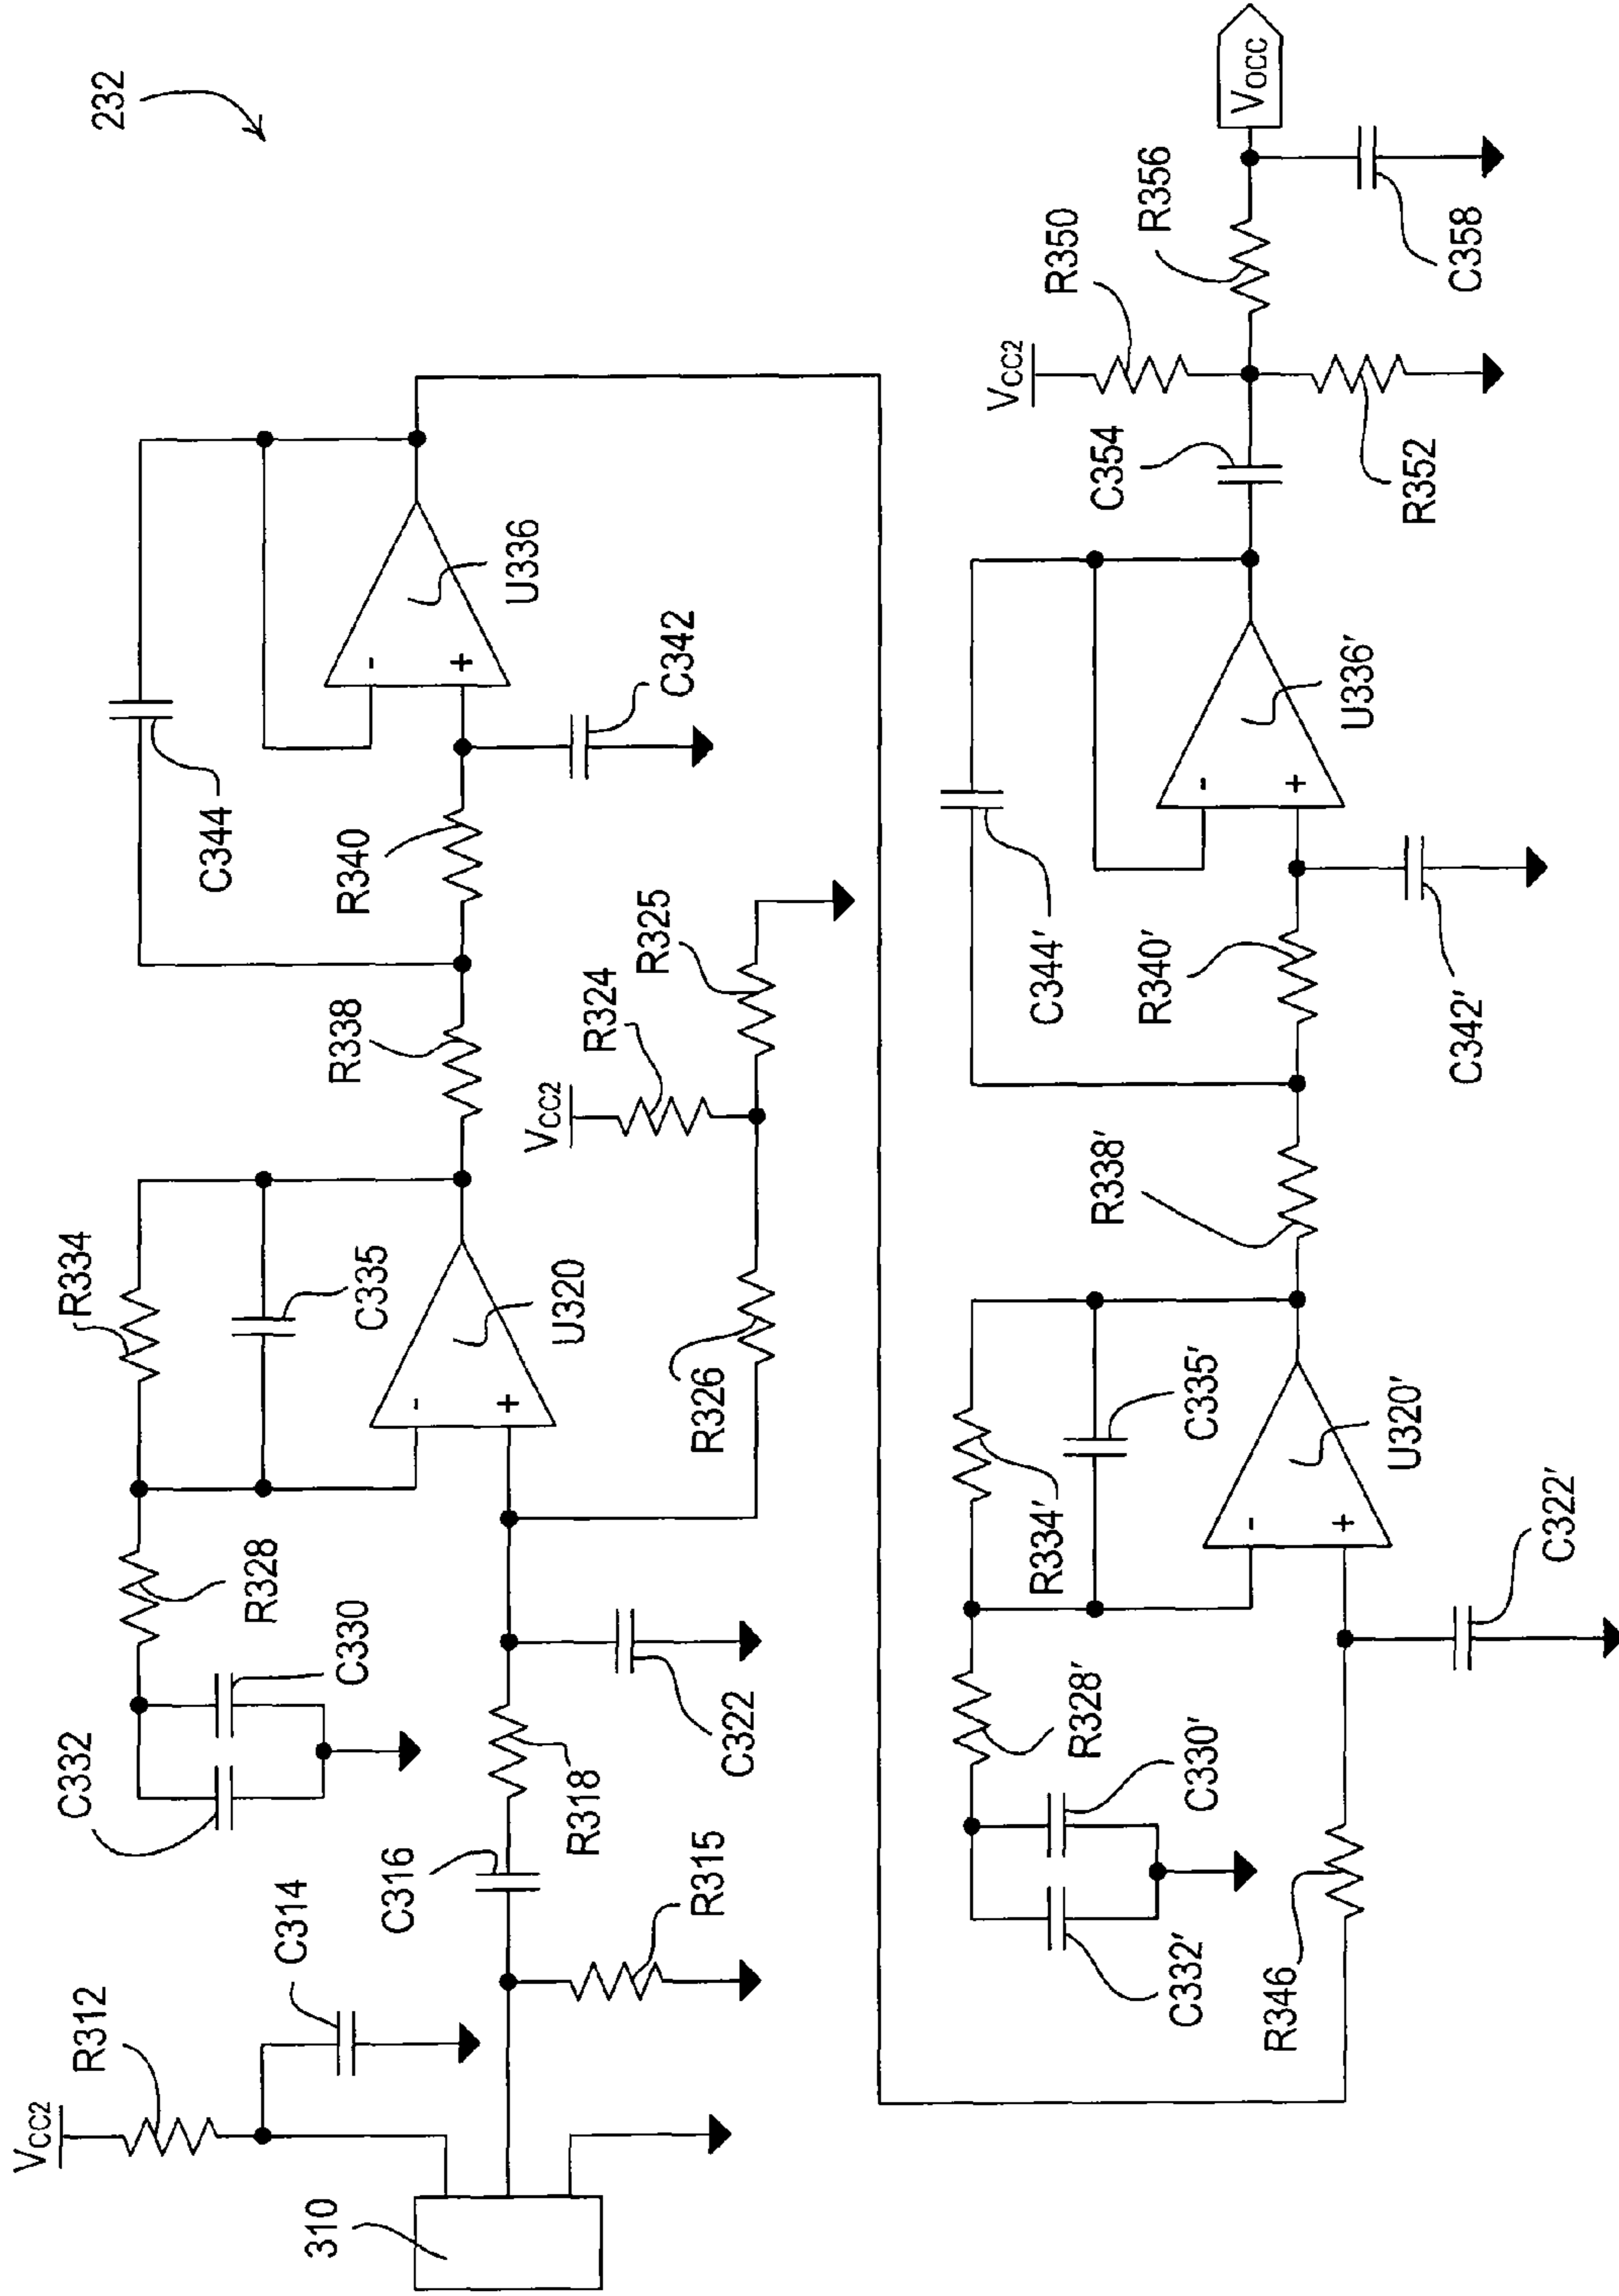 232
VCC2
R312
C314
310
C316
R315
R318
C322
C332
C330
R328
R334
C335
U320
R326
VCC2
R324
R325
R338
R340
C344
C342
U336
R346
C332'
C330'
R328'
R334'
C335'
U320'
C322'
R338'
R340'
C344'
C342'
U336'
C354
VCC2
R350
R352
R356
C358
VOCC
-
+
-
+
-
+
-
+